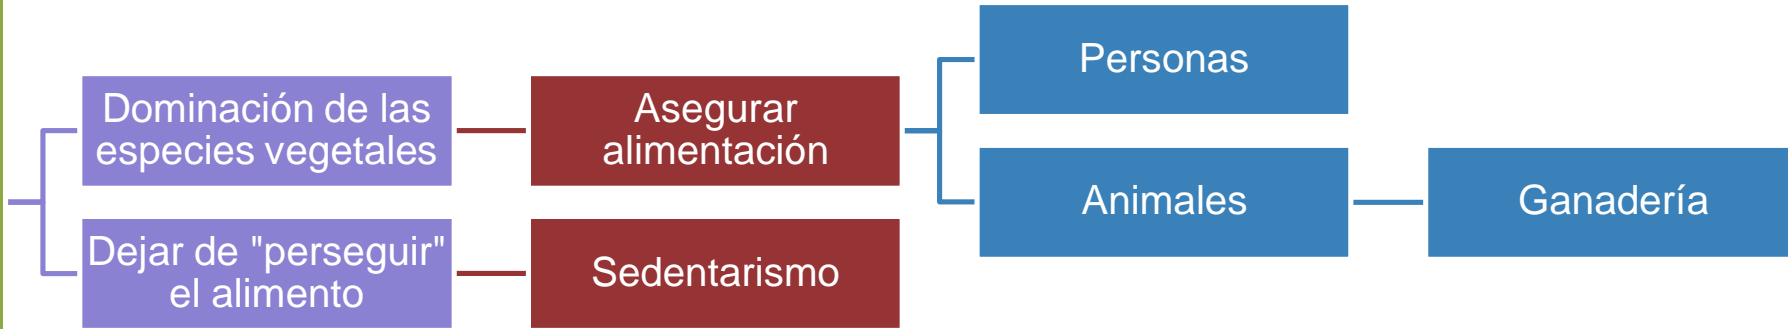 Personas
Dominación de las
especies vegetales
Asegurar
alimentación
Animales
Ganadería
Dejar de "perseguir"
el alimento
Sedentarismo